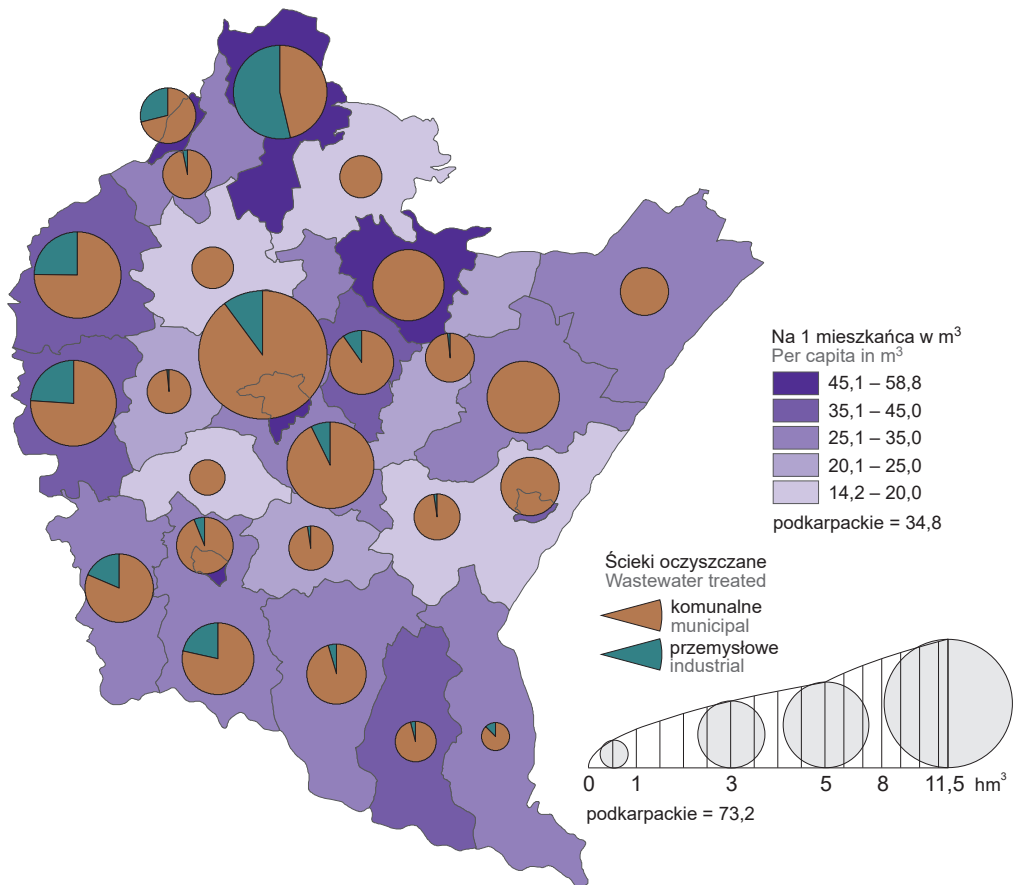 Na 1 mieszkańca w m³
Per capita in m³
45,1 – 58,8
35,1 – 45,0
25,1 – 35,0
20,1 – 25,0
14,2 – 20,0
podkarpackie = 34,8
Ścieki oczyszczane
Wastewater treated
komunalne
municipal
przemysłowe
industrial
0 1 3 5 8 11,5 hm³
podkarpackie = 73,2